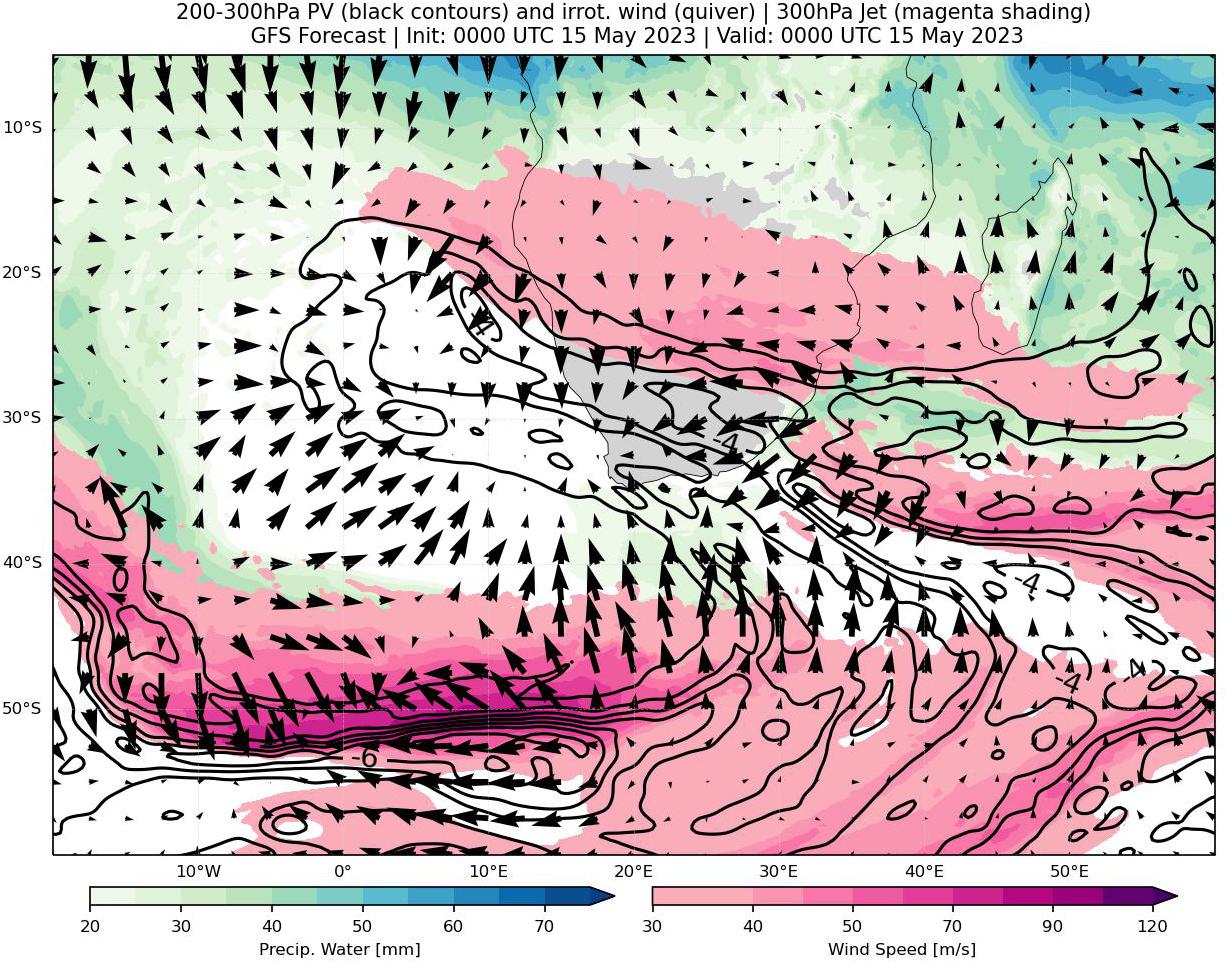 200-300hPa PV (black contours) and irrot. wind (quiver) | 300hPa Jet (magenta shading)
GFS Forecast | Init: 0000 UTC 15 May 2023 | Valid: 0000 UTC 15 May 2023
10°S
20°S
-4
30°S
-4
40°S
0
-4
-4
-4
50°S
-6
10°W 0° 10°E 20°E 30°E 40°E 50°E
20 30 40 50 60 70
30 40 50 70 90 120
Precip. Water [mm]
Wind Speed [m/s]